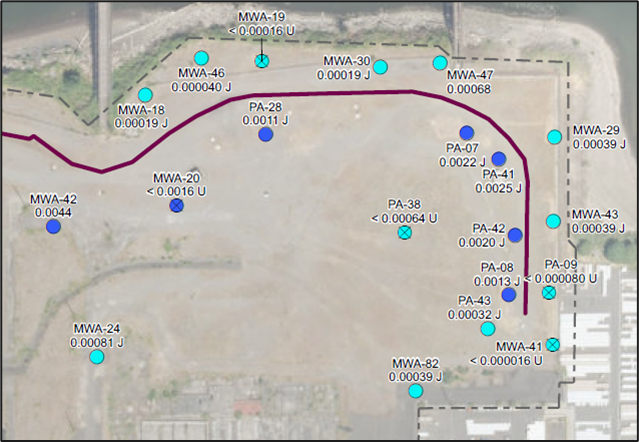 MWA-19
< 0.00016 U
MWA-46
0.000040 J
MWA-30
0.00019 J
MWA-47
0.00068
MWA-18
0.00019 J
PA-28
0.0011 J
MWA-29
0.00039 J
PA-07
0.0022 J
PA-41
0.0025 J
MWA-20
< 0.0016 U
MWA-42
0.0044
PA-38
< 0.00064 U
MWA-43
0.00039 J
PA-42
0.0020 J
PA-09
< 0.000080 U
PA-08
0.0013 J
PA-43
0.00032 J
MWA-24
0.00081 J
MWA-41
< 0.000016 U
MWA-82
0.00039 J